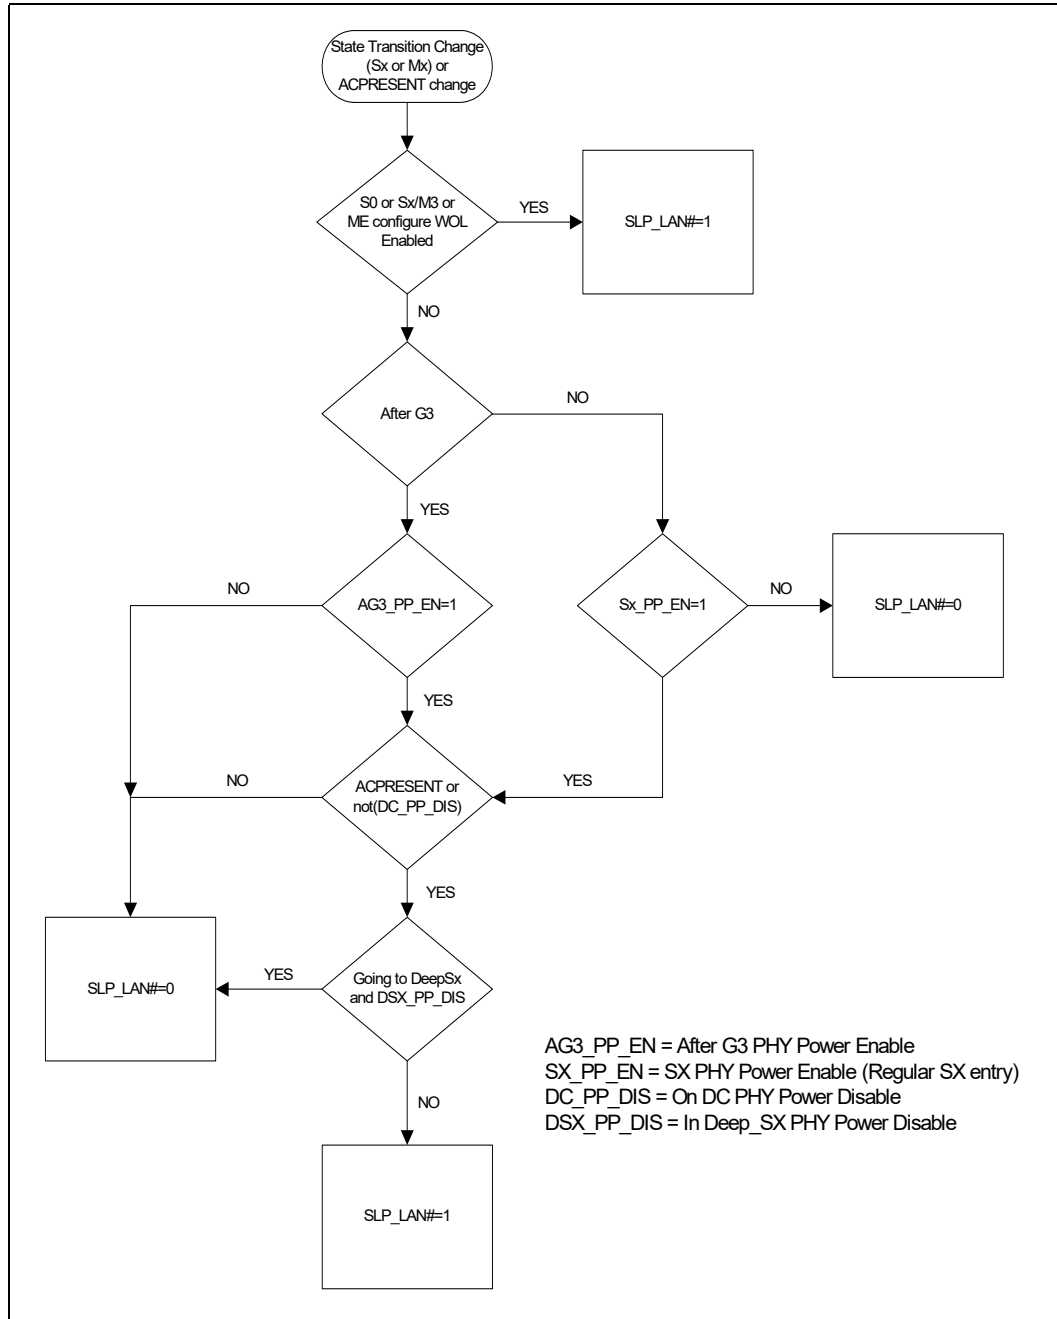 State Transition Change
(Sx or Mx) or
ACPRESENT change
S0 or Sx/M3 or
ME configure WOL
Enabled
YES
SLP_LAN#=1
NO
After G3
NO
YES
AG3_PP_EN=1
NO
Sx_PP_EN=1
NO
SLP_LAN#=0
YES
ACPRESENT or
not(DC_PP_DIS)
NO
YES
YES
Going to DeepSx
and DSX_PP_DIS
YES
SLP_LAN#=0
NO
SLP_LAN#=1
AG3_PP_EN = After G3 PHY Power Enable
SX_PP_EN = SX PHY Power Enable (Regular SX entry)
DC_PP_DIS = On DC PHY Power Disable
DSX_PP_DIS = In Deep_SX PHY Power Disable